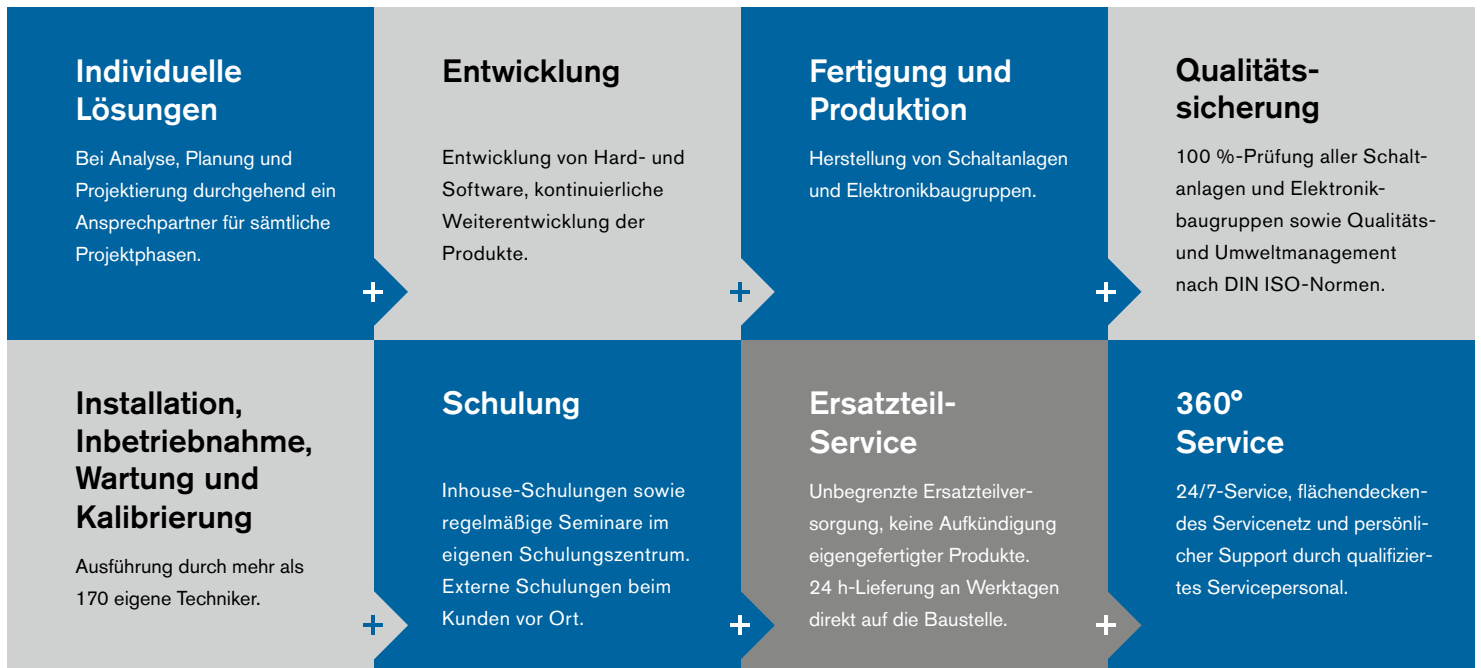 Individuelle
Lösungen
Bei Analyse, Planung und
Projektierung durchgehend ein
Ansprechpartner für sämtliche
Projektphasen.
+
Entwicklung
Entwicklung von Hard- und
Software, kontinuierliche
Weiterentwicklung der
Produkte.
+
Fertigung und
Produktion
Herstellung von Schaltanlagen
und Elektronikbaugruppen.
+
Qualitäts-
sicherung
100 %-Prüfung aller Schalt-
anlagen und Elektronik-
baugruppen sowie Qualitäts-
und Umweltmanagement
nach DIN ISO-Normen.
Installation,
Inbetriebnahme,
Wartung und
Kalibrierung
Ausführung durch mehr als
170 eigene Techniker.
+
Schulung
Inhouse-Schulungen sowie
regelmäßige Seminare im
eigenen Schulungszentrum.
Externe Schulungen beim
Kunden vor Ort.
+
Ersatzteil-
Service
Unbegrenzte Ersatzteilver-
sorgung, keine Aufkündigung
eigengefertigter Produkte.
24 h-Lieferung an Werktagen
direkt auf die Baustelle.
+
360°
Service
24/7-Service, flächendecken-
des Servicenetz und persönli-
cher Support durch qualifizier-
tes Servicepersonal.